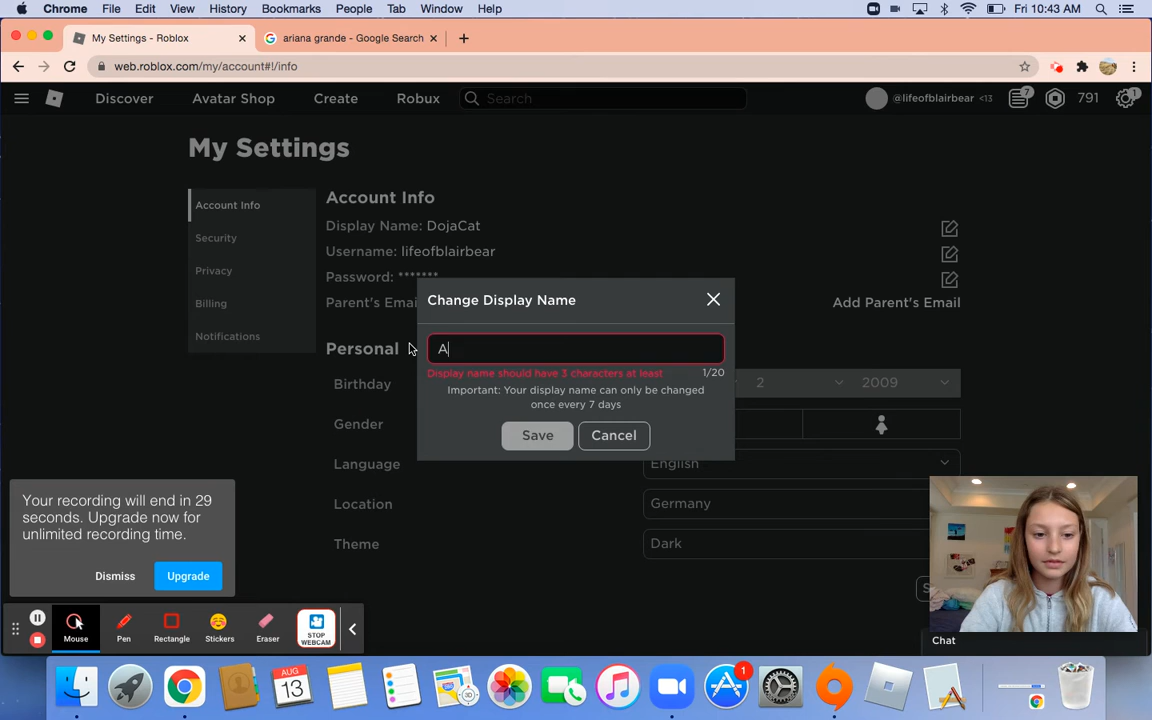 Chrome File Edit View History Bookmarks People Tab Window Help Fri 10:43 AM
My Settings - Roblox ariana grande - Google Search
web.roblox.com/my/account#!/info
Discover Avatar Shop Create Robux Search @lifeofblairbear <13 7 791 1
My Settings
Account Info
Security
Privacy
Billing
Notifications
Account Info
Display Name: DojaCat
Username: lifeofblairbear
Password: *******
Parent's Emai Add Parent's Email
Personal
Birthday 2 2009
Gender
Language English
Location Germany
Theme Dark
S
Change Display Name
A
Display name should have 3 characters at least 1/20
Important: Your display name can only be changed
once every 7 days
Save Cancel
Your recording will end in 29
seconds. Upgrade now for
unlimited recording time.
Dismiss Upgrade
Mouse Pen Rectangle Stickers Eraser STOP
WEBCAM
Chat
AUG
13
1